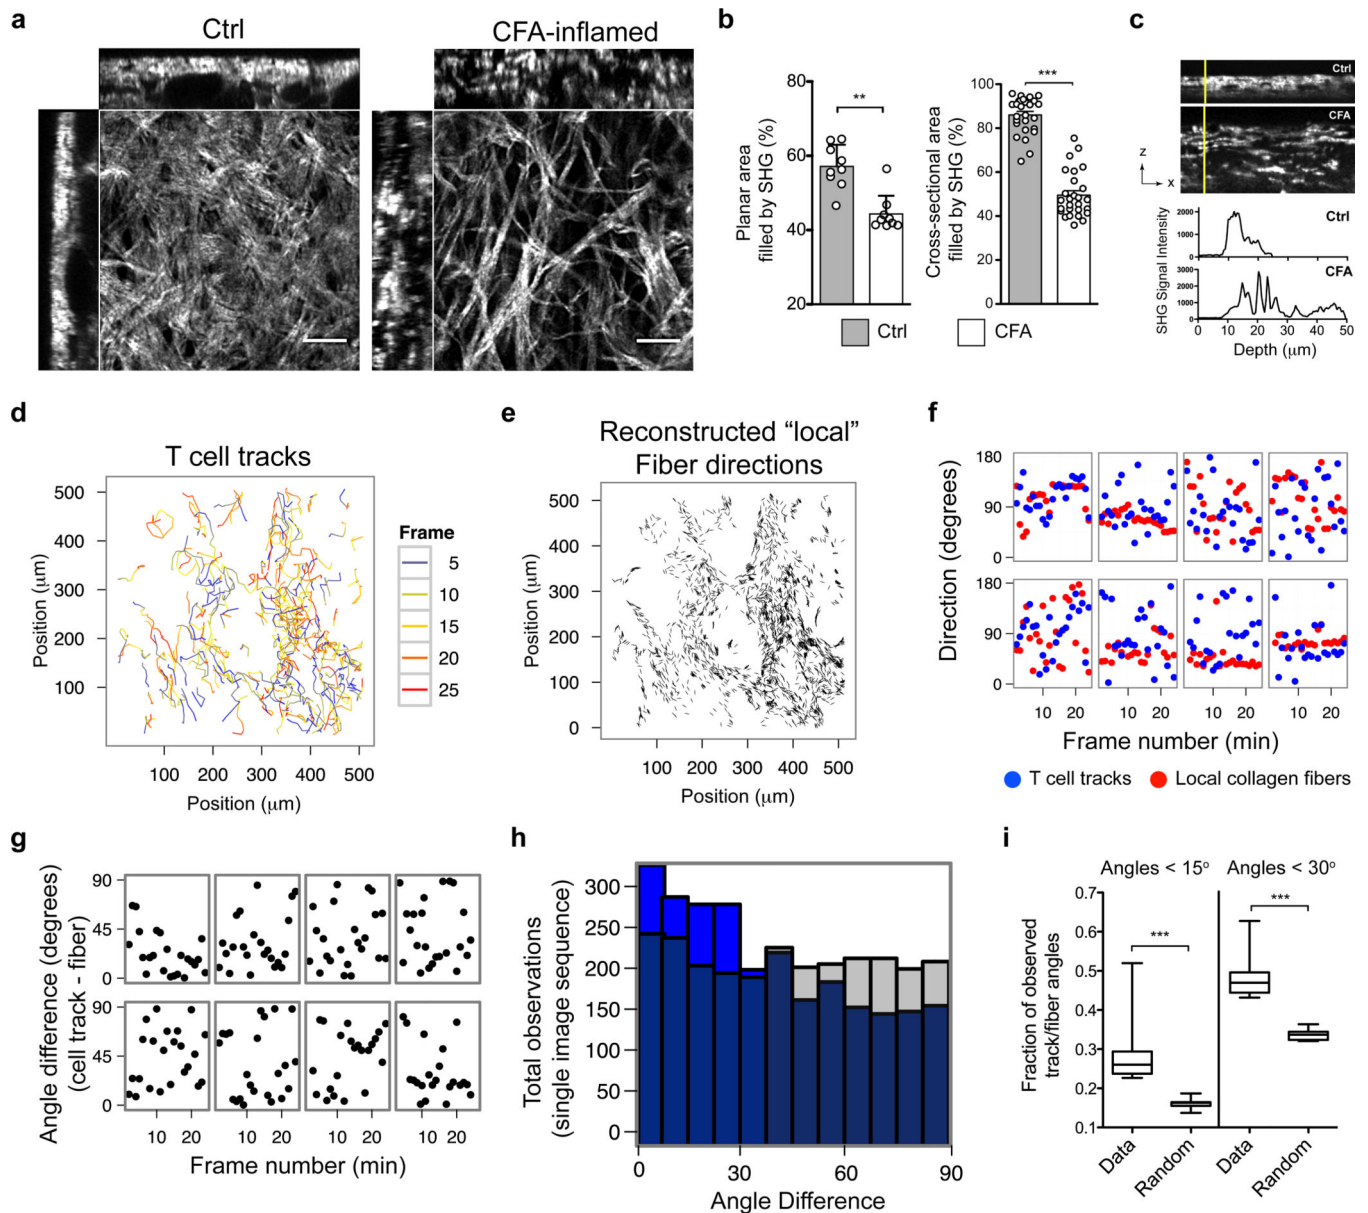 a
Ctrl
CFA-inflamed
b
Planar area
filled by SHG (%)
80
60
40
20
**
Cross-sectional area
filled by SHG (%)
100
80
60
40
20
0
***
Ctrl
CFA
c
Ctrl
CFA
z
x
SHG Signal Intensity
2000
1000
0
Ctrl
3000
2000
1000
0
CFA
0 10 20 30 40 50
Depth (μm)
d
T cell tracks
Position (μm)
500
400
300
200
100
100 200 300 400 500
Position (μm)
Frame
5
10
15
20
25
e
Reconstructed “local”
Fiber directions
Position (μm)
500
400
300
200
100
0
100 200 300 400 500
Position (μm)
f
Direction (degrees)
180
90
0
180
90
0
10 20 10 20 10 20 10 20
Frame number (min)
T cell tracks
Local collagen fibers
g
Angle difference (degrees)
(cell track - fiber)
90
45
0
90
45
0
10 20 10 20 10 20 10 20
Frame number (min)
h
Total observations
(single image sequence)
300
250
200
150
100
50
0
0 30 60 90
Angle Difference
i
Angles < 15°
Angles < 30°
Fraction of observed
track/fiber angles
0.7
0.6
0.5
0.4
0.3
0.2
0.1
***
***
Data
Random
Data
Random